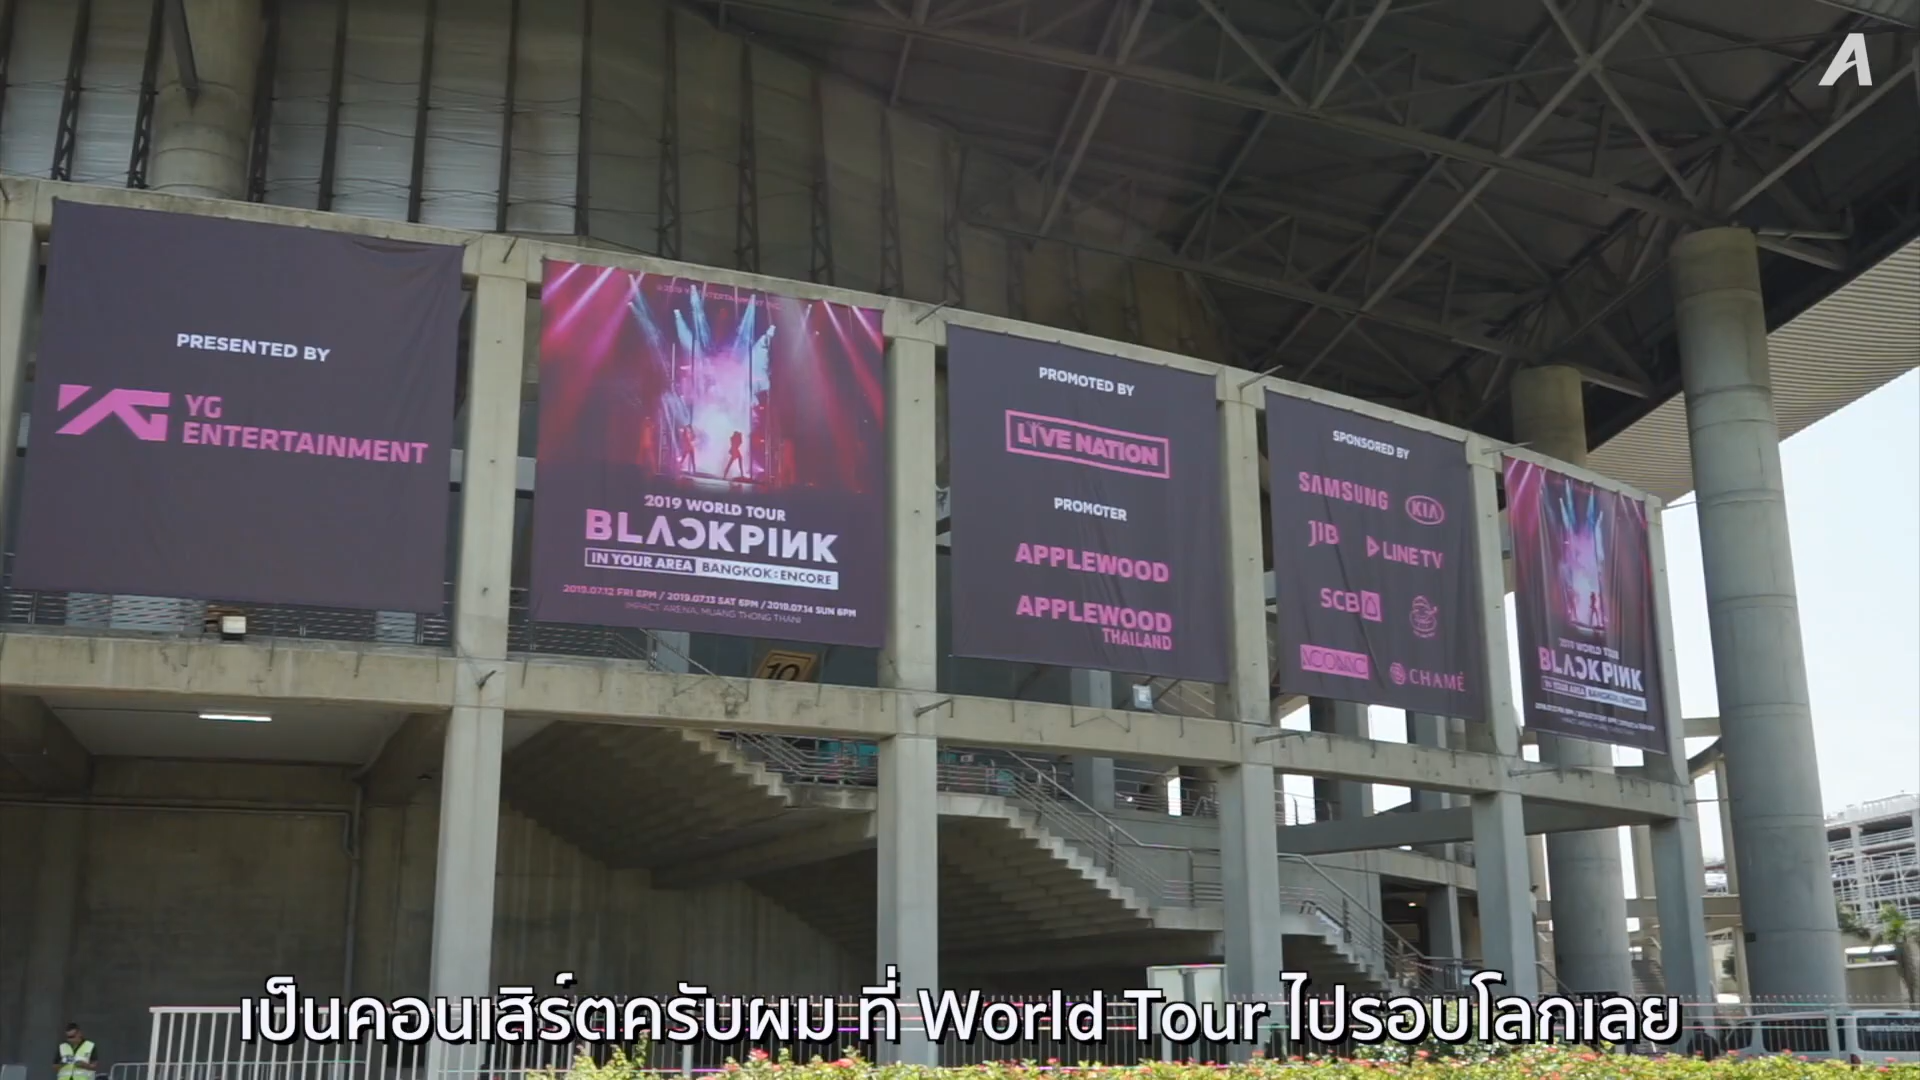 A
PRESENTED BY
YG
YG
ENTERTAINMENT
2019 WORLD TOUR
BLACKPINK
IN YOUR AREA BANGKOK : ENCORE
2019.07.12 FRI 8PM / 2019.07.13 SAT 6PM / 2019.07.14 SUN 6PM
IMPACT ARENA, MUANG THONG THANI
PROMOTED BY
LIVE NATION
PROMOTER
APPLEWOOD
APPLEWOOD
THAILAND
SPONSORED BY
SAMSUNG
KIA
JIB
LINE TV
SCB
CHAMÉ
2019 WORLD TOUR
BLACKPINK
IN YOUR AREA BANGKOK : ENCORE
เป็นคอนเสิร์ตครับผม ที่ World Tour ไปรอบโลกเลย